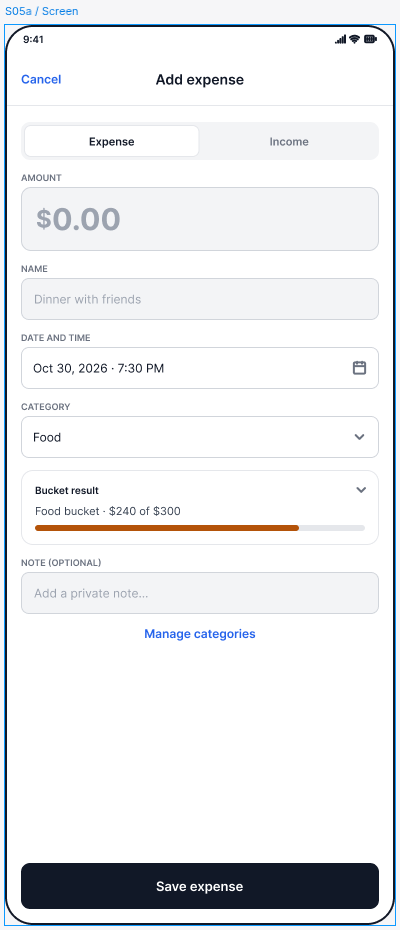 S05a / Screen
9:41
Cancel
Add expense
Expense
Income
AMOUNT
$0.00
NAME
Dinner with friends
DATE AND TIME
Oct 30, 2026 · 7:30 PM
CATEGORY
Food
Bucket result
Food bucket · $240 of $300
NOTE (OPTIONAL)
Add a private note...
Manage categories
Save expense